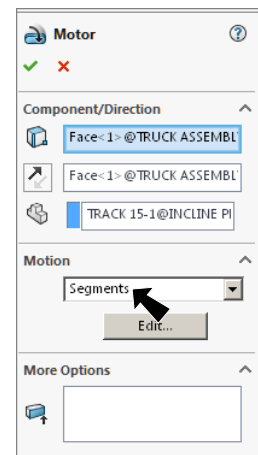 Motor
Component/Direction
Face<1>@TRUCK ASSEMBL
Face<1>@TRUCK ASSEMBL
TRACK 15-1@INCLINE Pl
Motion
Segments
Edit...
More Options